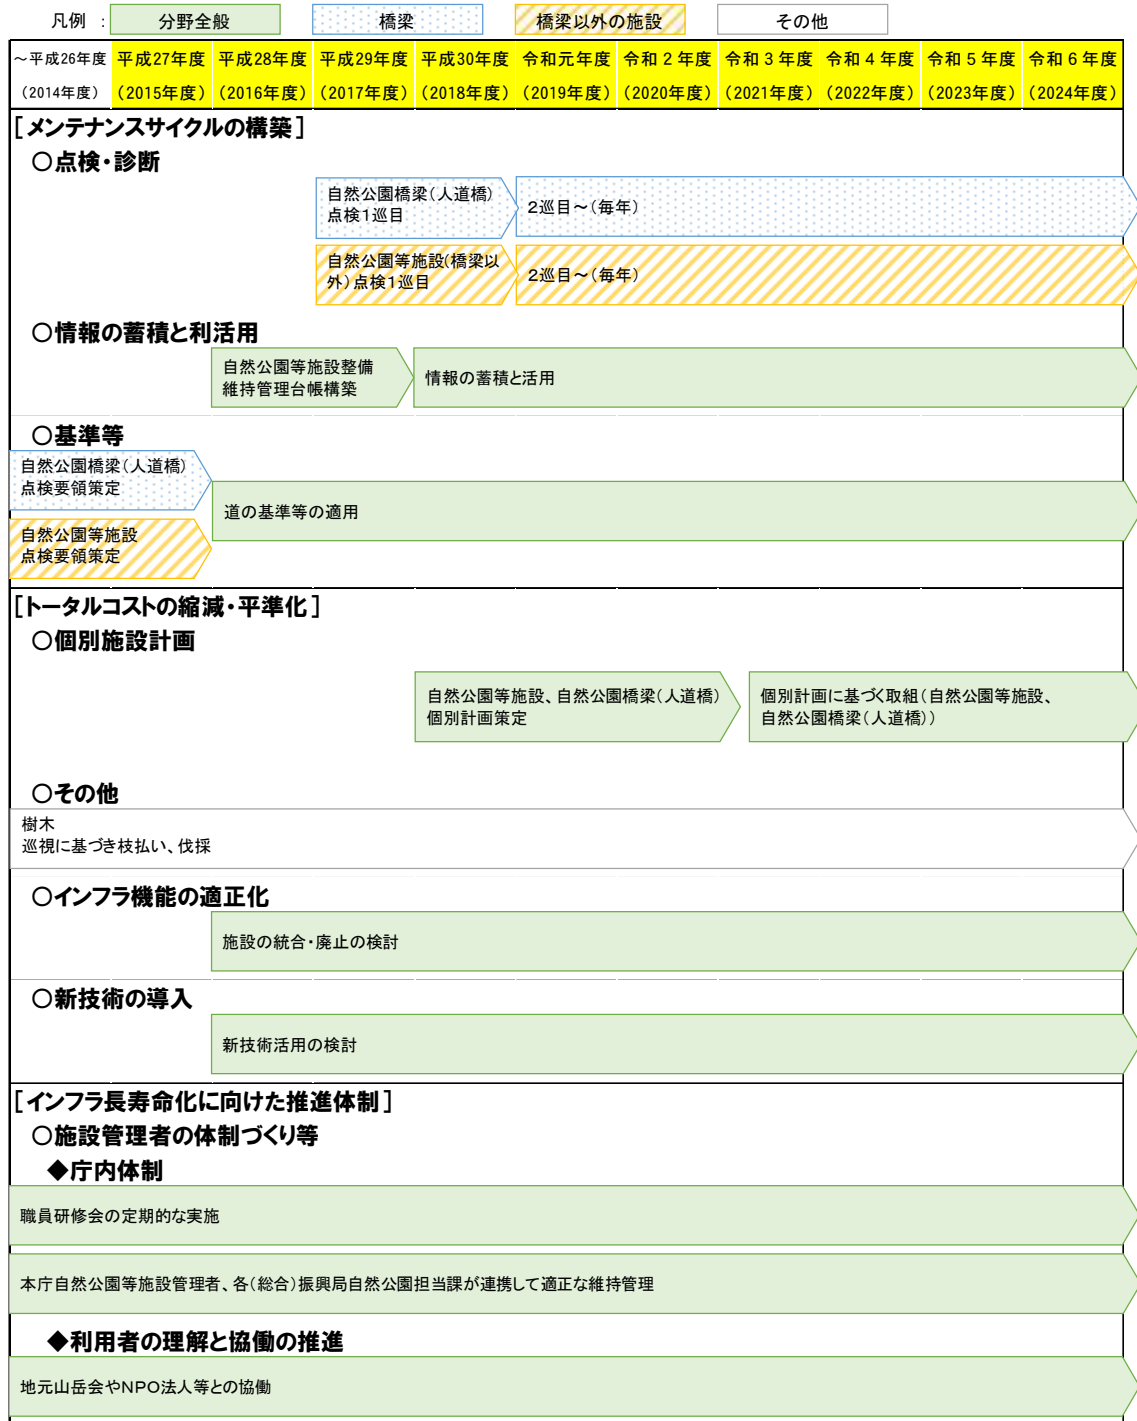 凡例 : 分野全般 橋梁 橋梁以外の施設 その他
～平成26年度 平成27年度 平成28年度 平成29年度 平成30年度 令和元年度 令和２年度 令和３年度 令和４年度 令和５年度 令和６年度
（2014年度） （2015年度） （2016年度） （2017年度） （2018年度） （2019年度） （2020年度） （2021年度） （2022年度） （2023年度） （2024年度）
［メンテナンスサイクルの構築］
○点検・診断
自然公園橋梁（人道橋）
点検１巡目
２巡目～（毎年）
自然公園等施設(橋梁以
外）点検１巡目
２巡目～（毎年）
○情報の蓄積と利活用
自然公園等施設整備
維持管理台帳構築
情報の蓄積と活用
○基準等
自然公園橋梁（人道橋）
点検要領策定
道の基準等の適用
自然公園等施設
点検要領策定
［トータルコストの縮減・平準化］
○個別施設計画
自然公園等施設、自然公園橋梁（人道橋）
個別計画策定
個別計画に基づく取組（自然公園等施設、
自然公園橋梁（人道橋））
○その他
樹木
巡視に基づき枝払い、伐採
○インフラ機能の適正化
施設の統合・廃止の検討
○新技術の導入
新技術活用の検討
［インフラ長寿命化に向けた推進体制］
○施設管理者の体制づくり等
◆庁内体制
職員研修会の定期的な実施
本庁自然公園等施設管理者、各（総合）振興局自然公園担当課が連携して適正な維持管理
◆利用者の理解と協働の推進
地元山岳会やNPO法人等との協働